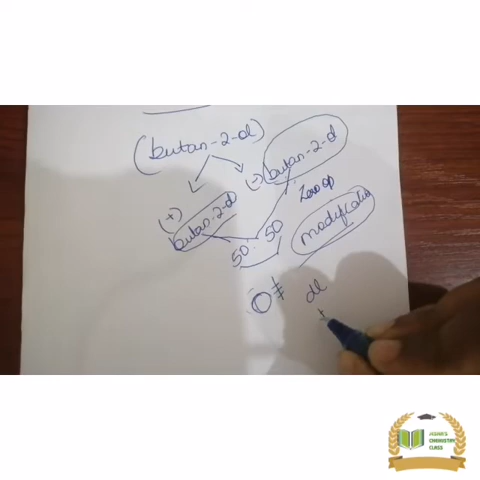 (butan-2-ol)
(-) butan-2-ol
(+)
butan-2-ol
50:50
Zero op
modification
0 #
dl
±
JESSIE'S
CHEMISTRY
CLASS